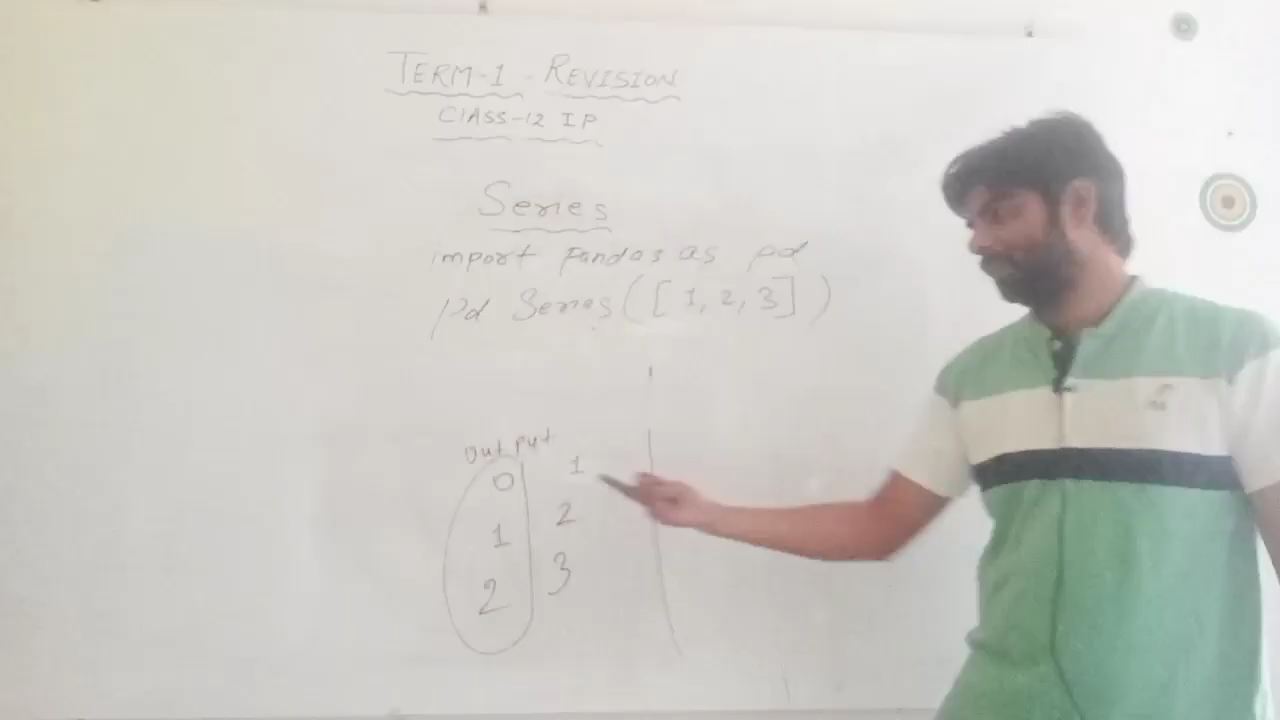 TERM-1 - REVISION
CLASS-12 IP
Series
import Pandas as pd
Pd Series([1, 2, 3])
output
0 1
1 2
2 3